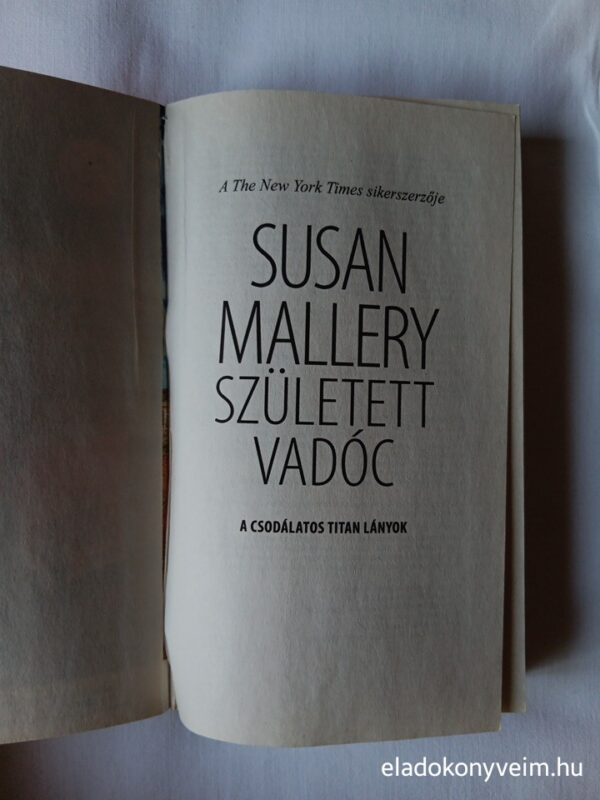 A The New York Times sikerszerzője
SUSAN
MALLERY
SZÜLETETT
VADÓC
A CSODÁLATOS TITAN LÁNYOK
eladokonyveim.hu